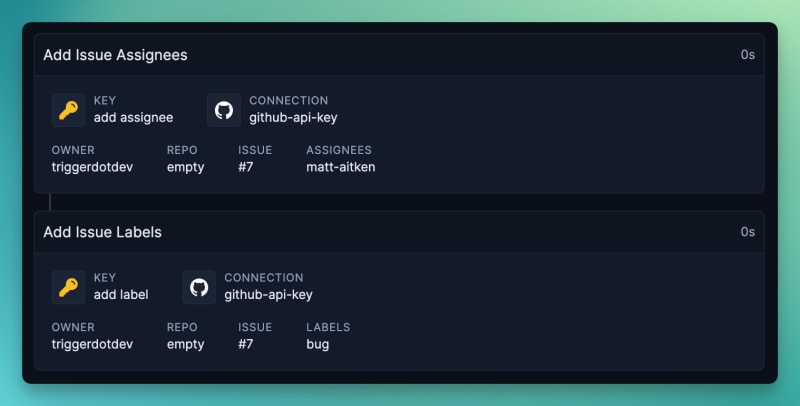 Add Issue Assignees 0s
KEY CONNECTION
add assignee github-api-key
OWNER REPO ISSUE ASSIGNEES
triggerdotdev empty #7 matt-aitken
Add Issue Labels 0s
KEY CONNECTION
add label github-api-key
OWNER REPO ISSUE LABELS
triggerdotdev empty #7 bug